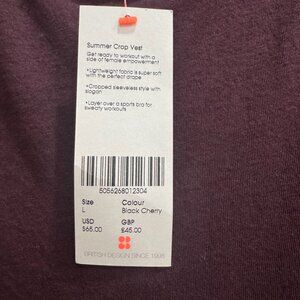 Summer Crop Vest
Get ready to workout with a
side of female empowerment
•Lightweight fabric is super soft
with the perfect drape
•Cropped sleeveless style with
slogan
•Layer over a sports bra for
sweaty workouts
5056268012304
Size Colour
L Black Cherry
USD GBP
$65.00 £45.00
BRITISH DESIGN SINCE 1998